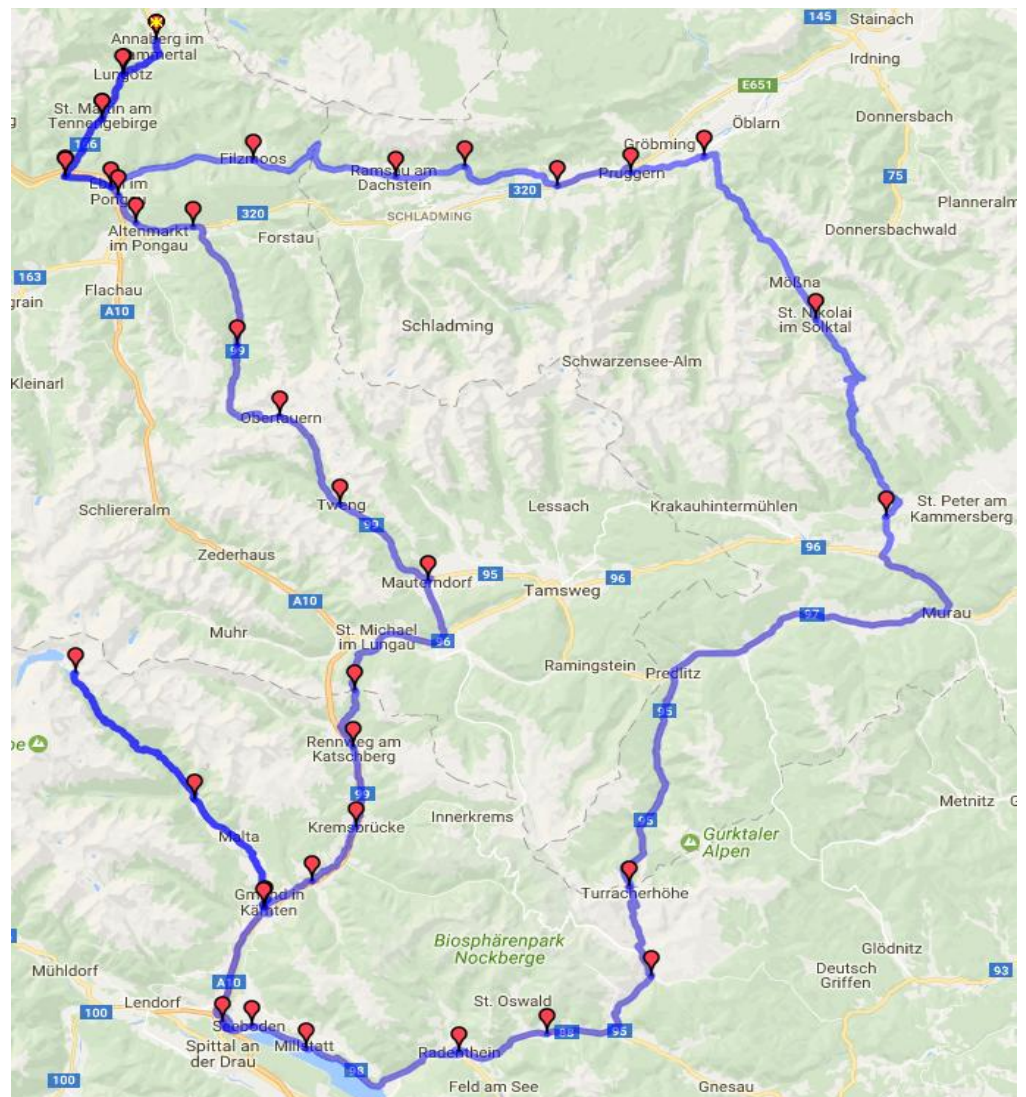 145
Stainach
Annaberg im
Lammertal
Irdning
Lungötz
E651
St. Martin am
Tennengebirge
Donnersbach
Öblarn
166
Gröbming
Filzmoos
Ramsau am
Dachstein
Pruggern
75
320
Eben im
Pongau
Planneralm
SCHLADMING
320
Altenmarkt
im Pongau
Forstau
Donnersbachwald
163
Flachau
Mößna
grain
A10
St. Nikolai
im Sölktal
Schladming
99
Schwarzensee-Alm
Kleinarl
Obertauern
Tweng
Lessach
Krakauhintermühlen
St. Peter am
Kammersberg
Schliereralm
99
96
Zederhaus
Mauterndorf
95
96
Tamsweg
A10
Murau
97
Muhr
St. Michael
im Lungau
96
Ramingstein
Predlitz
95
Rennweg am
Katschberg
99
Metnitz
Innerkrems
Kremsbrücke
95
Malta
Gurktaler
Alpen
Gmünd in
Kärnten
Turracherhöhe
Biosphärenpark
Nockberge
Glödnitz
Mühldorf
Deutsch
Griffen
93
A10
Lendorf
St. Oswald
100
Seeboden
88
95
Spittal an
der Drau
Millstatt
Radenthein
98
100
Feld am See
Gnesau